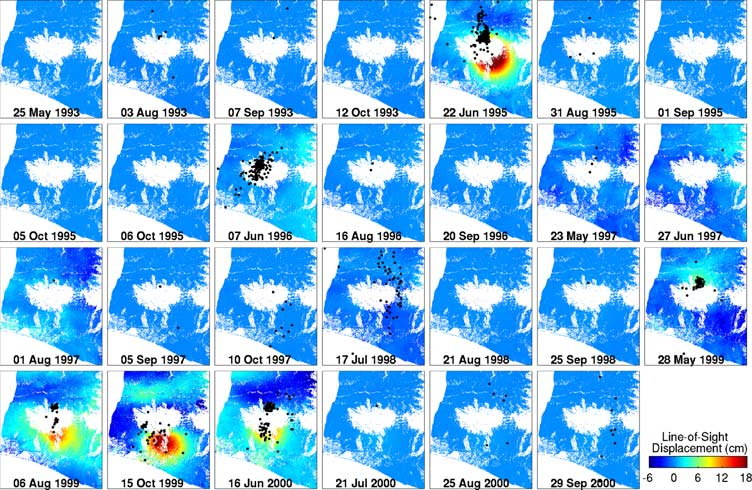 25 May 1993
03 Aug 1993
07 Sep 1993
12 Oct 1993
22 Jun 1995
31 Aug 1995
01 Sep 1995
05 Oct 1995
06 Oct 1995
07 Jun 1996
16 Aug 1996
20 Sep 1996
23 May 1997
27 Jun 1997
01 Aug 1997
05 Sep 1997
10 Oct 1997
17 Jul 1998
21 Aug 1998
25 Sep 1998
28 May 1999
06 Aug 1999
15 Oct 1999
16 Jun 2000
21 Jul 2000
25 Aug 2000
29 Sep 2000
Line-of-Sight
Displacement (cm)
-6 0 6 12 18